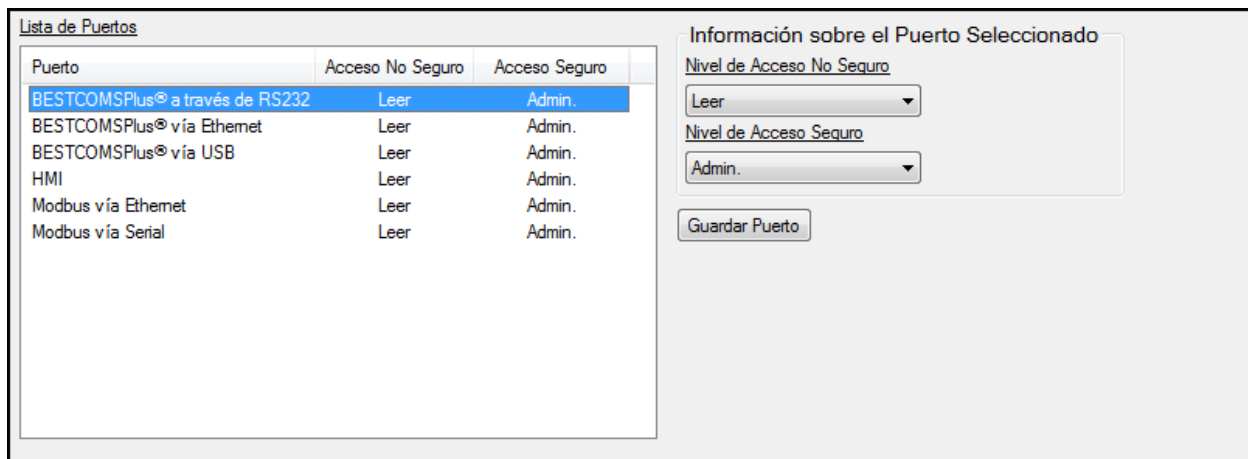 Lista de Puertos
Puerto Acceso No Seguro Acceso Seguro
BESTCOMSPlus® a través de RS232 Leer Admin.
BESTCOMSPlus® vía Ethernet Leer Admin.
BESTCOMSPlus® vía USB Leer Admin.
HMI Leer Admin.
Modbus vía Ethernet Leer Admin.
Modbus vía Serial Leer Admin.
Información sobre el Puerto Seleccionado
Nivel de Acceso No Seguro
Leer
Nivel de Acceso Seguro
Admin.
Guardar Puerto